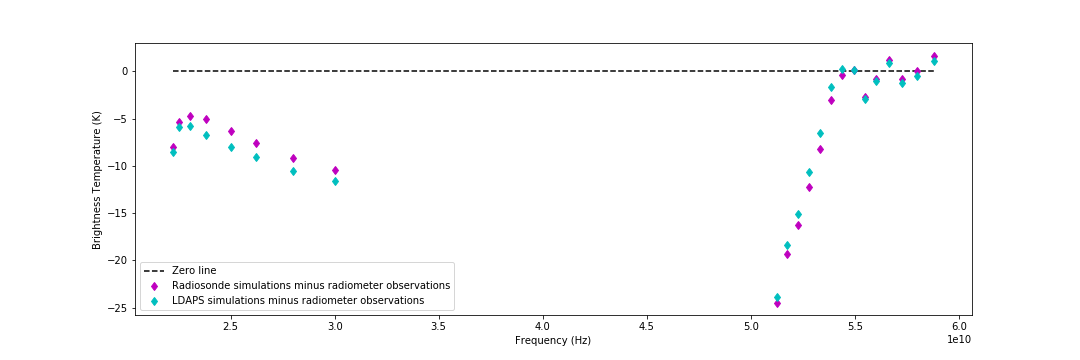 0
−5
−10
−15
−20
−25
Brightness Temperature (K)
Zero line
Radiosonde simulations minus radiometer observations
LDAPS simulations minus radiometer observations
2.5
3.0
3.5
4.0
4.5
5.0
5.5
6.0
1e10
Frequency (Hz)